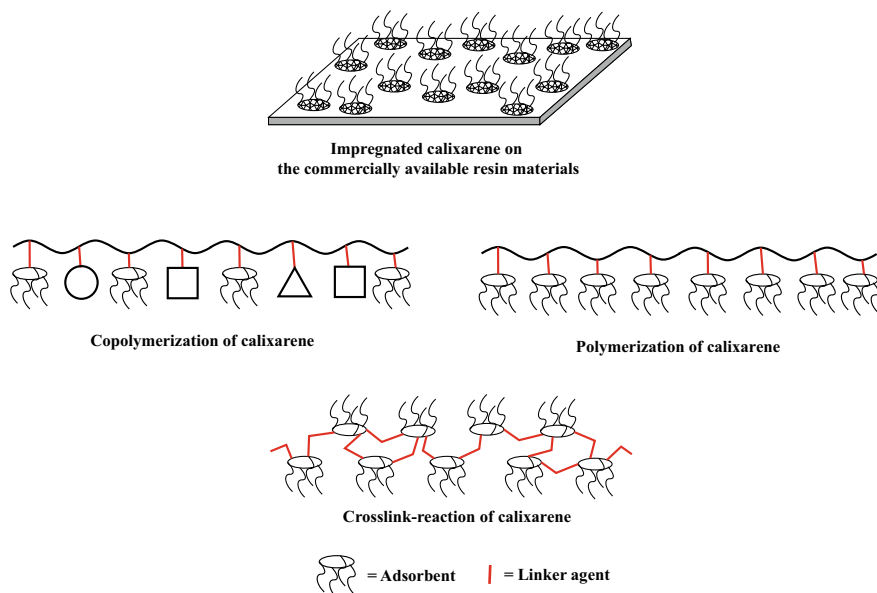 Impregnated calixarene on
the commercially available resin materials
Copolymerization of calixarene
Polymerization of calixarene
Crosslink-reaction of calixarene
= Adsorbent
= Linker agent